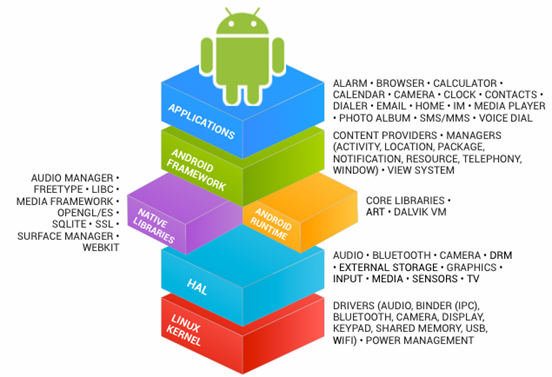 ALARM • BROWSER • CALCULATOR •
CALENDAR • CAMERA • CLOCK • CONTACTS •
DIALER • EMAIL • HOME • IM • MEDIA PLAYER
• PHOTO ALBUM • SMS/MMS • VOICE DIAL
APPLICATIONS
CONTENT PROVIDERS • MANAGERS
(ACTIVITY, LOCATION, PACKAGE,
NOTIFICATION, RESOURCE, TELEPHONY,
WINDOW) • VIEW SYSTEM
ANDROID
FRAMEWORK
AUDIO MANAGER •
FREETYPE • LIBC •
MEDIA FRAMEWORK •
OPENGL/ES •
SQLITE • SSL •
SURFACE MANAGER •
WEBKIT
NATIVE
LIBRARIES
ANDROID
RUNTIME
CORE LIBRARIES •
ART • DALVIK VM
HAL
AUDIO • BLUETOOTH • CAMERA • DRM
• EXTERNAL STORAGE • GRAPHICS •
INPUT • MEDIA • SENSORS • TV
LINUX
KERNEL
DRIVERS (AUDIO, BINDER (IPC),
BLUETOOTH, CAMERA, DISPLAY,
KEYPAD, SHARED MEMORY, USB,
WIFI) • POWER MANAGEMENT